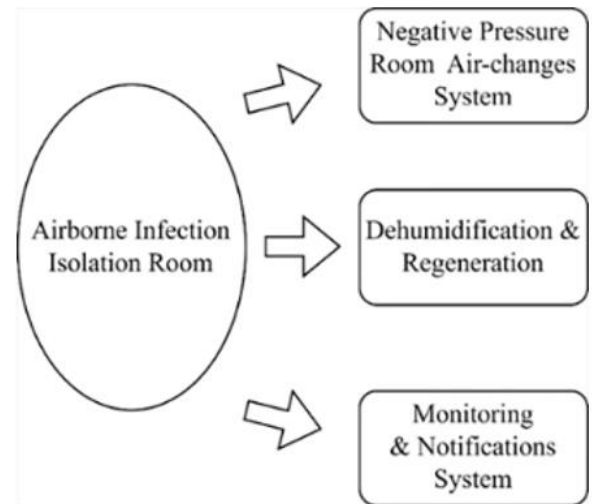 Negative Pressure
Room Air-changes
System
Airborne Infection
Isolation Room
Dehumidification &
Regeneration
Monitoring
& Notifications
System